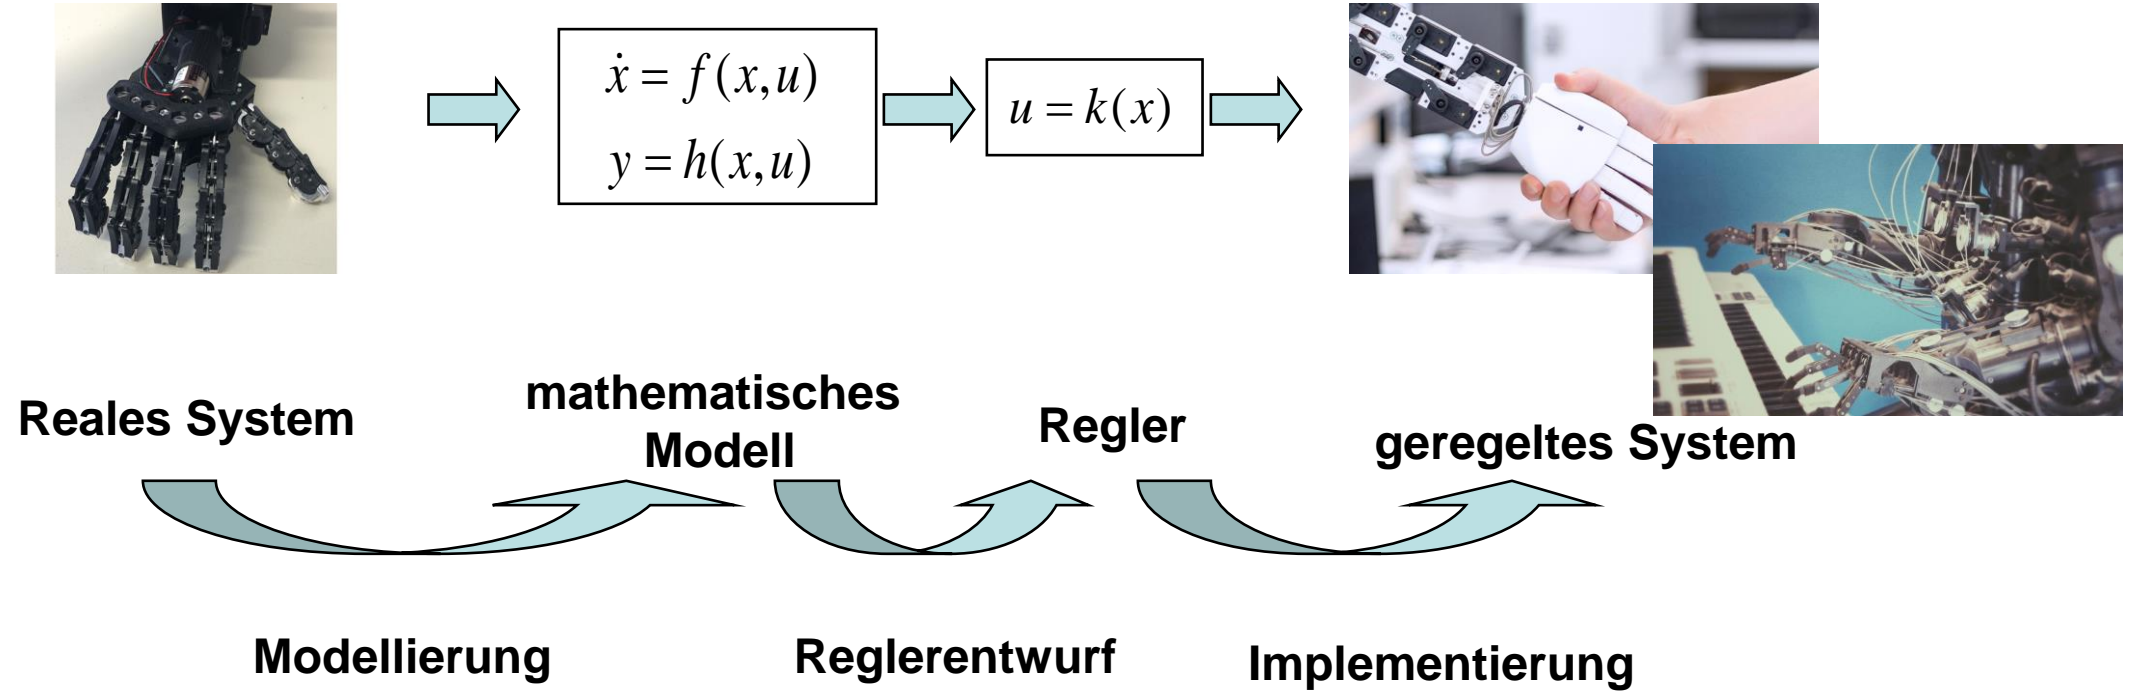 ẋ = f(x,u)
y = h(x,u)
u = k(x)
Reales System
mathematisches
Modell
Regler
geregeltes System
Modellierung
Reglerentwurf
Implementierung